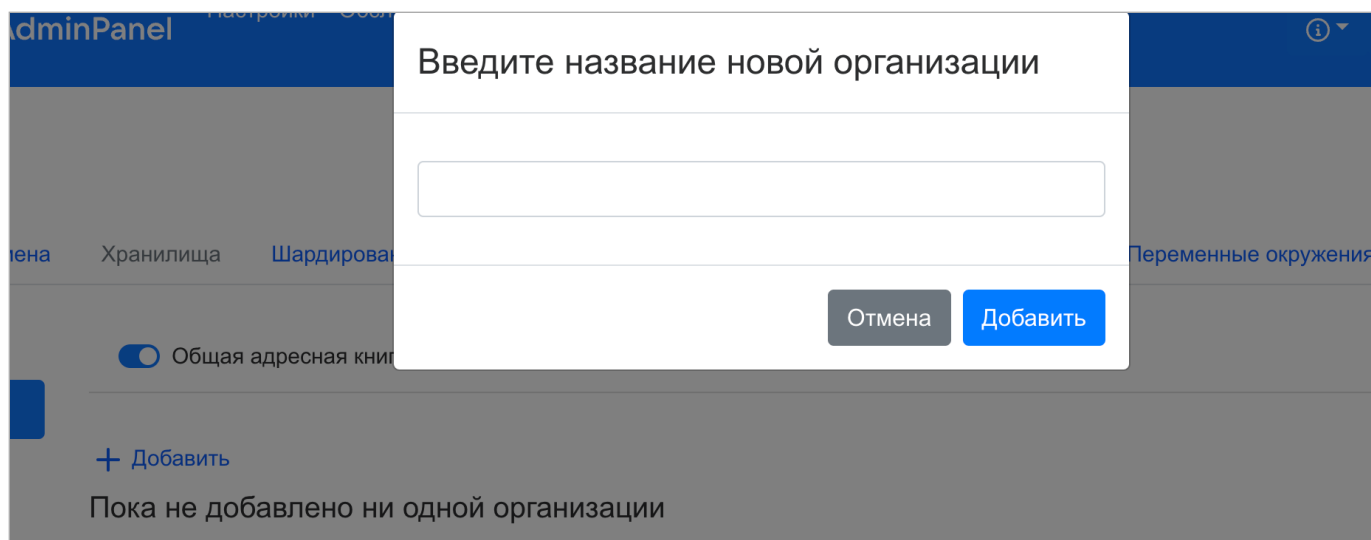 AdminPanel
Настройки
Введите название новой организации
Хранилища
Переменные окружения
Отмена
Добавить
Общая адресная
Добавить
Пока не добавлено ни одной организации